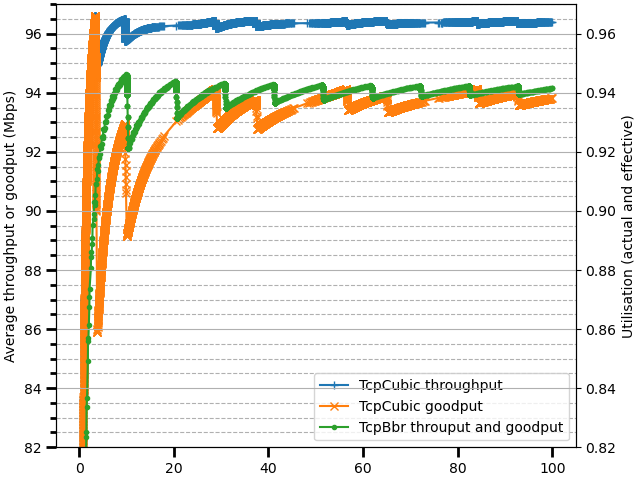 Average throughput or goodput (Mbps)
96
94
92
90
88
86
84
82
0.96
0.94
0.92
0.90
0.88
0.86
0.84
0.82
Utilisation (actual and effective)
TcpCubic throughput
TcpCubic goodput
TcpBbr throuput and goodput
0 20 40 60 80 100